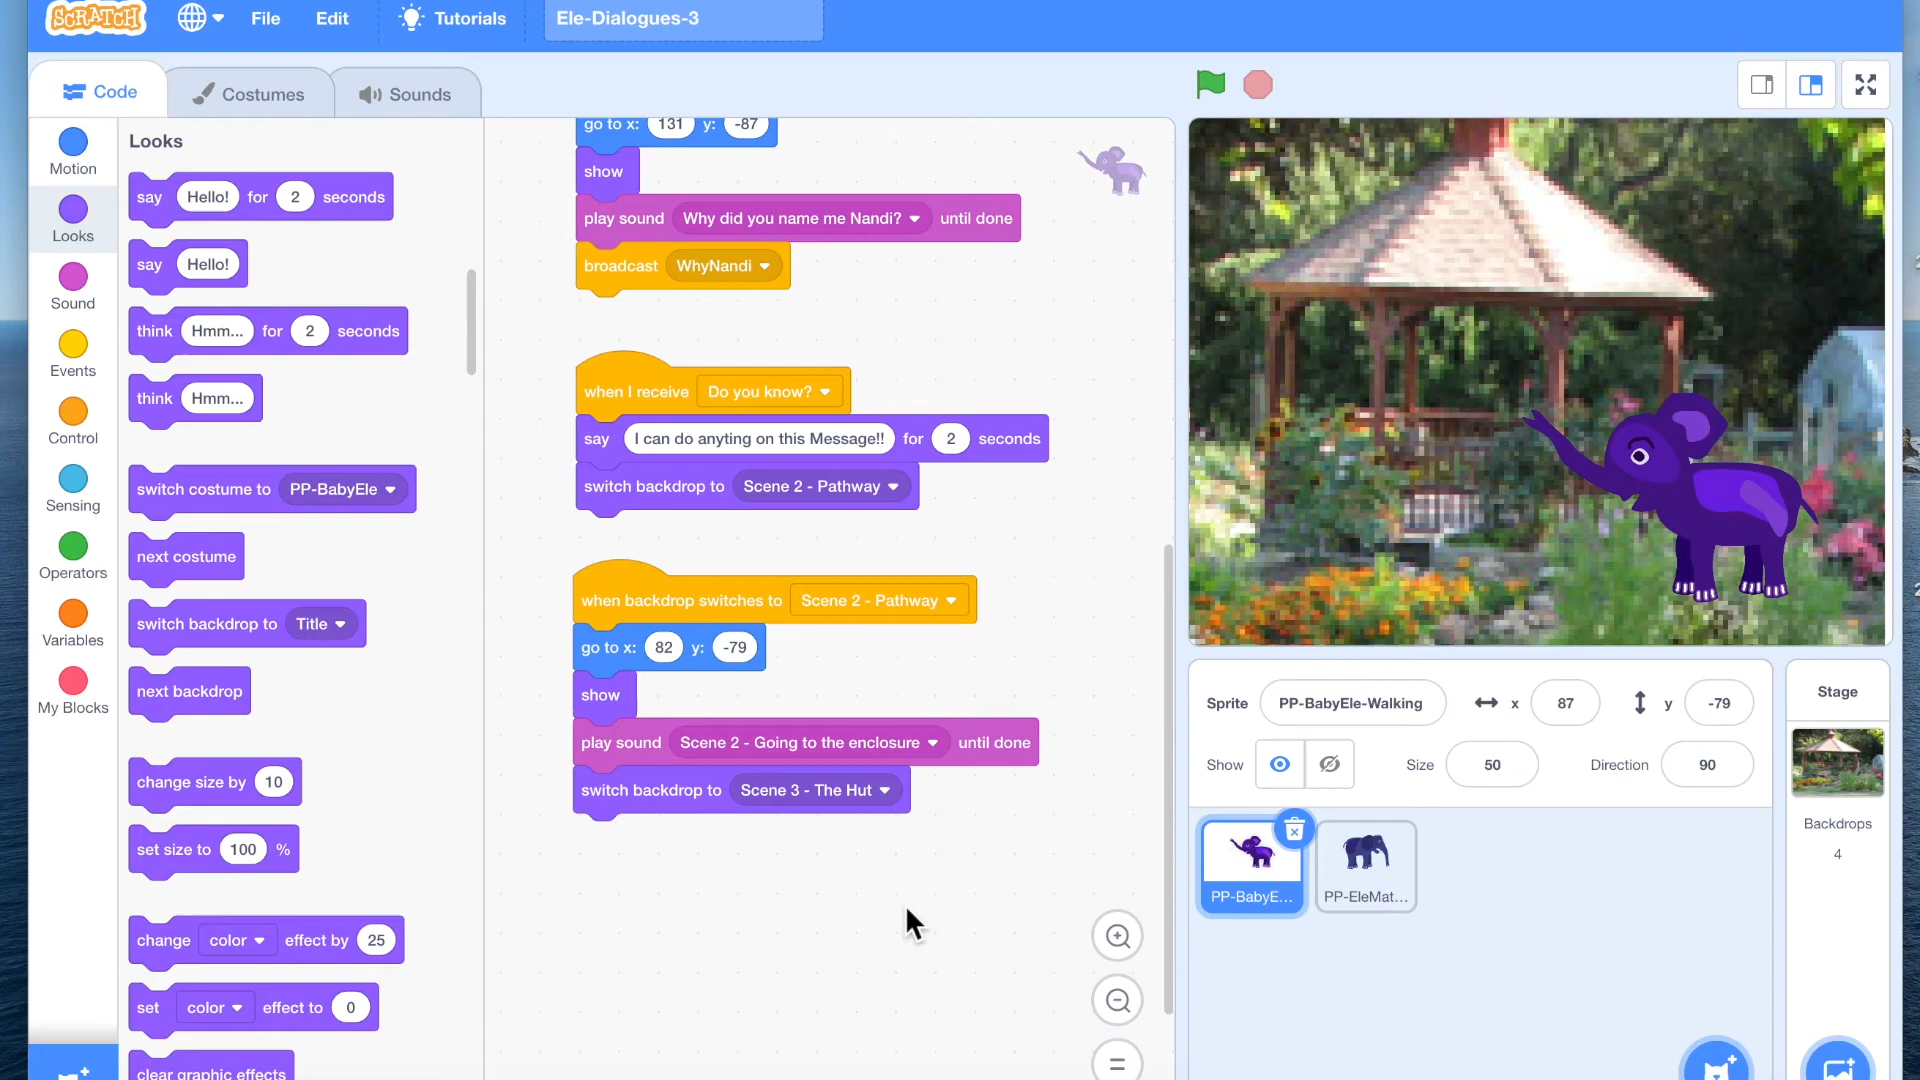 SCRATCH File Edit Tutorials Ele-Dialogues-3
Code Costumes Sounds
Motion
Looks
Sound
Events
Control
Sensing
Operators
Variables
My Blocks
Looks
say Hello! for 2 seconds
say Hello!
think Hmm... for 2 seconds
think Hmm...
switch costume to PP-BabyEle
next costume
switch backdrop to Title
next backdrop
change size by 10
set size to 100 %
change color effect by 25
set color effect to 0
clear graphic effects
go to x: 131 y: -87
show
play sound Why did you name me Nandi? until done
broadcast WhyNandi
when I receive Do you know?
say I can do anyting on this Message!! for 2 seconds
switch backdrop to Scene 2 - Pathway
when backdrop switches to Scene 2 - Pathway
go to x: 82 y: -79
show
play sound Scene 2 - Going to the enclosure until done
switch backdrop to Scene 3 - The Hut
Sprite PP-BabyEle-Walking x 87 y -79
Show Size 50 Direction 90
PP-BabyE... PP-EleMat...
Stage
Backdrops
4